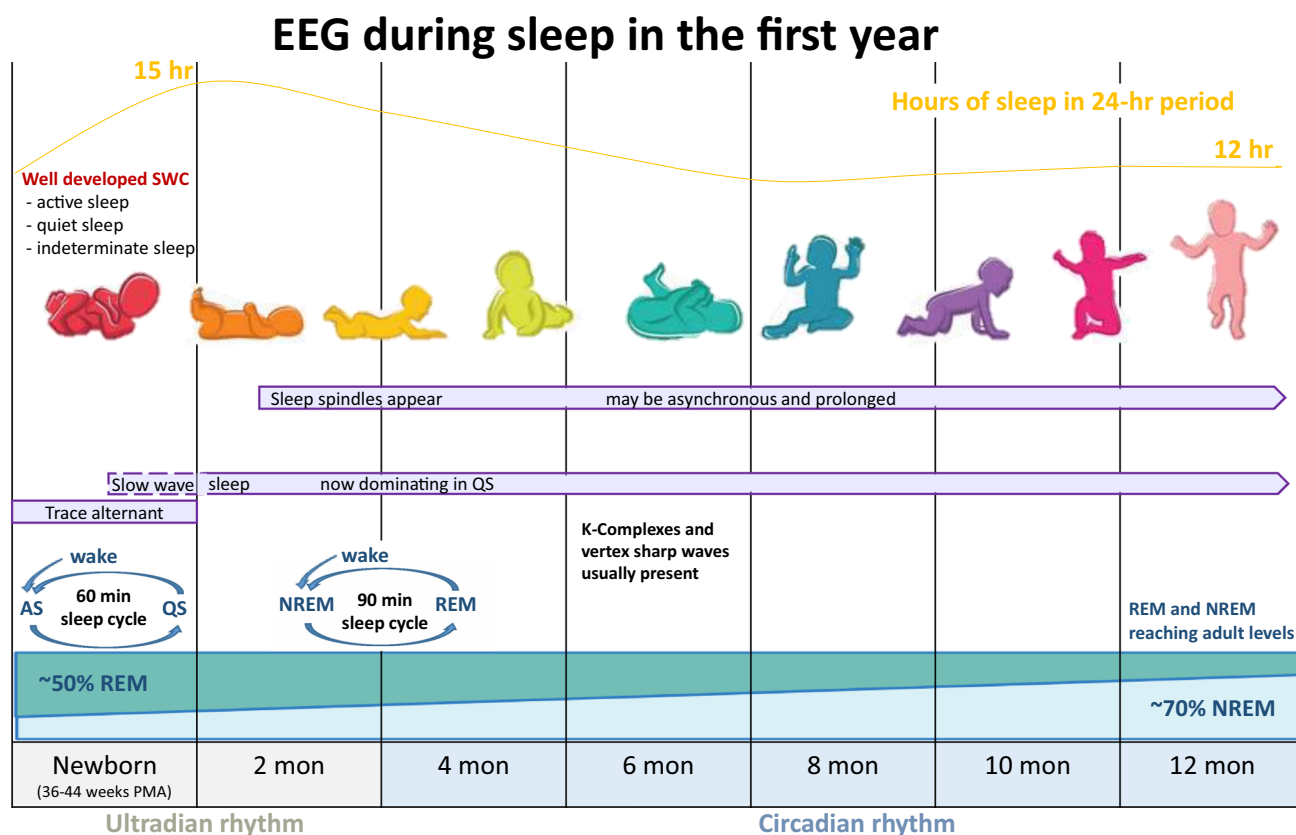 EEG during sleep in the first year
15 hr
Hours of sleep in 24-hr period
12 hr
Well developed SWC
- active sleep
- quiet sleep
- indeterminate sleep
Sleep spindles appear may be asynchronous and prolonged
Slow wave sleep now dominating in QS
Trace alternant
K-Complexes and
vertex sharp waves
usually present
wake
AS
60 min
sleep cycle
QS
wake
NREM
90 min
sleep cycle
REM
REM and NREM
reaching adult levels
~50% REM
~70% NREM
Newborn
(36-44 weeks PMA)
2 mon
4 mon
6 mon
8 mon
10 mon
12 mon
Ultradian rhythm
Circadian rhythm